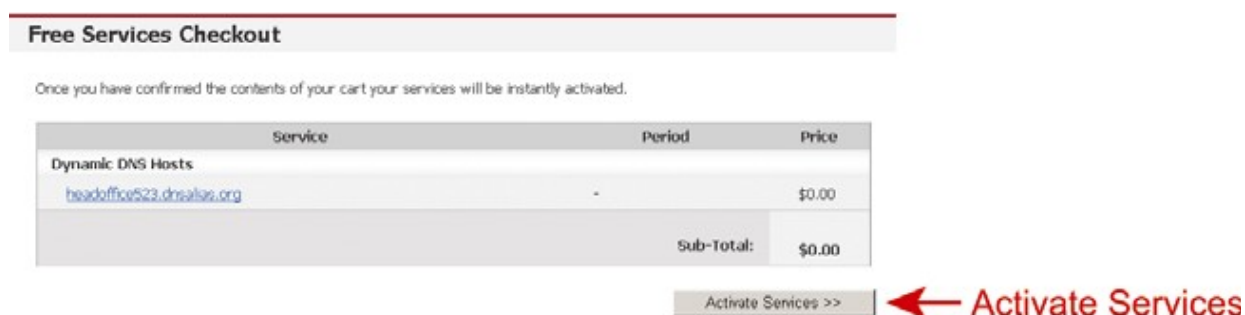 Free Services Checkout
Once you have confirmed the contents of your cart your services will be instantly activated.
Service Period Price
Dynamic DNS Hosts
headoffice523.dnsalias.org - $0.00
Sub-Total: $0.00
Activate Services >> Activate Services